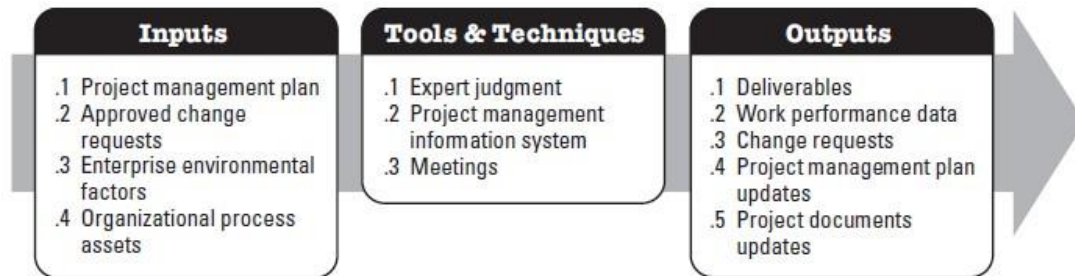 Inputs
.1 Project management plan
.2 Approved change
requests
.3 Enterprise environmental
factors
.4 Organizational process
assets
Tools & Techniques
.1 Expert judgment
.2 Project management
information system
.3 Meetings
Outputs
.1 Deliverables
.2 Work performance data
.3 Change requests
.4 Project management plan
updates
.5 Project documents
updates